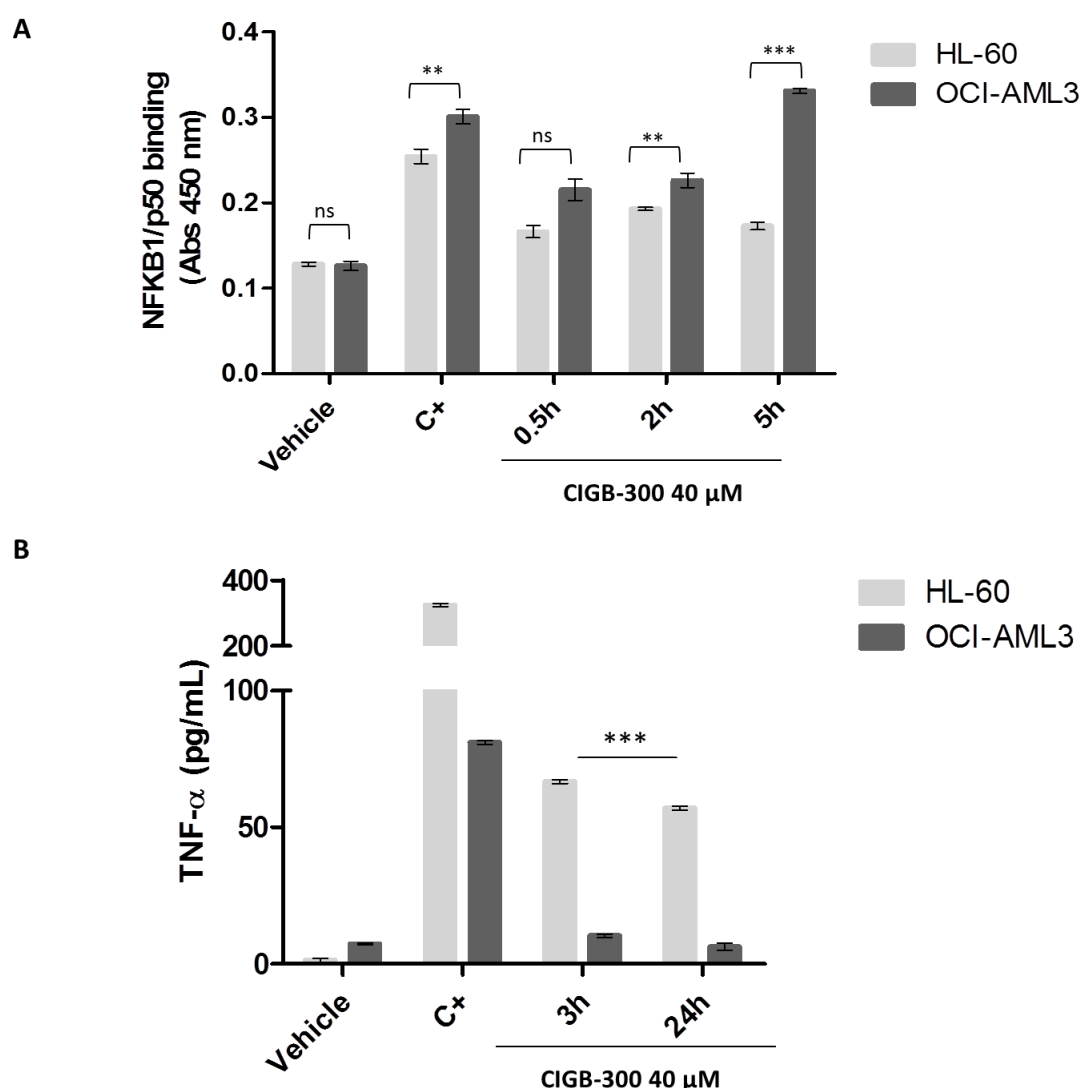 A
NFKB1/p50 binding
(Abs 450 nm)
0.4
0.3
0.2
0.1
0.0
ns
**
ns
**
***
HL-60
OCI-AML3
Vehicle
C+
0.5h
2h
5h
CIGB-300 40 µM
B
TNF-α (pg/mL)
400
200
100
50
0
***
HL-60
OCI-AML3
Vehicle
C+
3h
24h
CIGB-300 40 µM